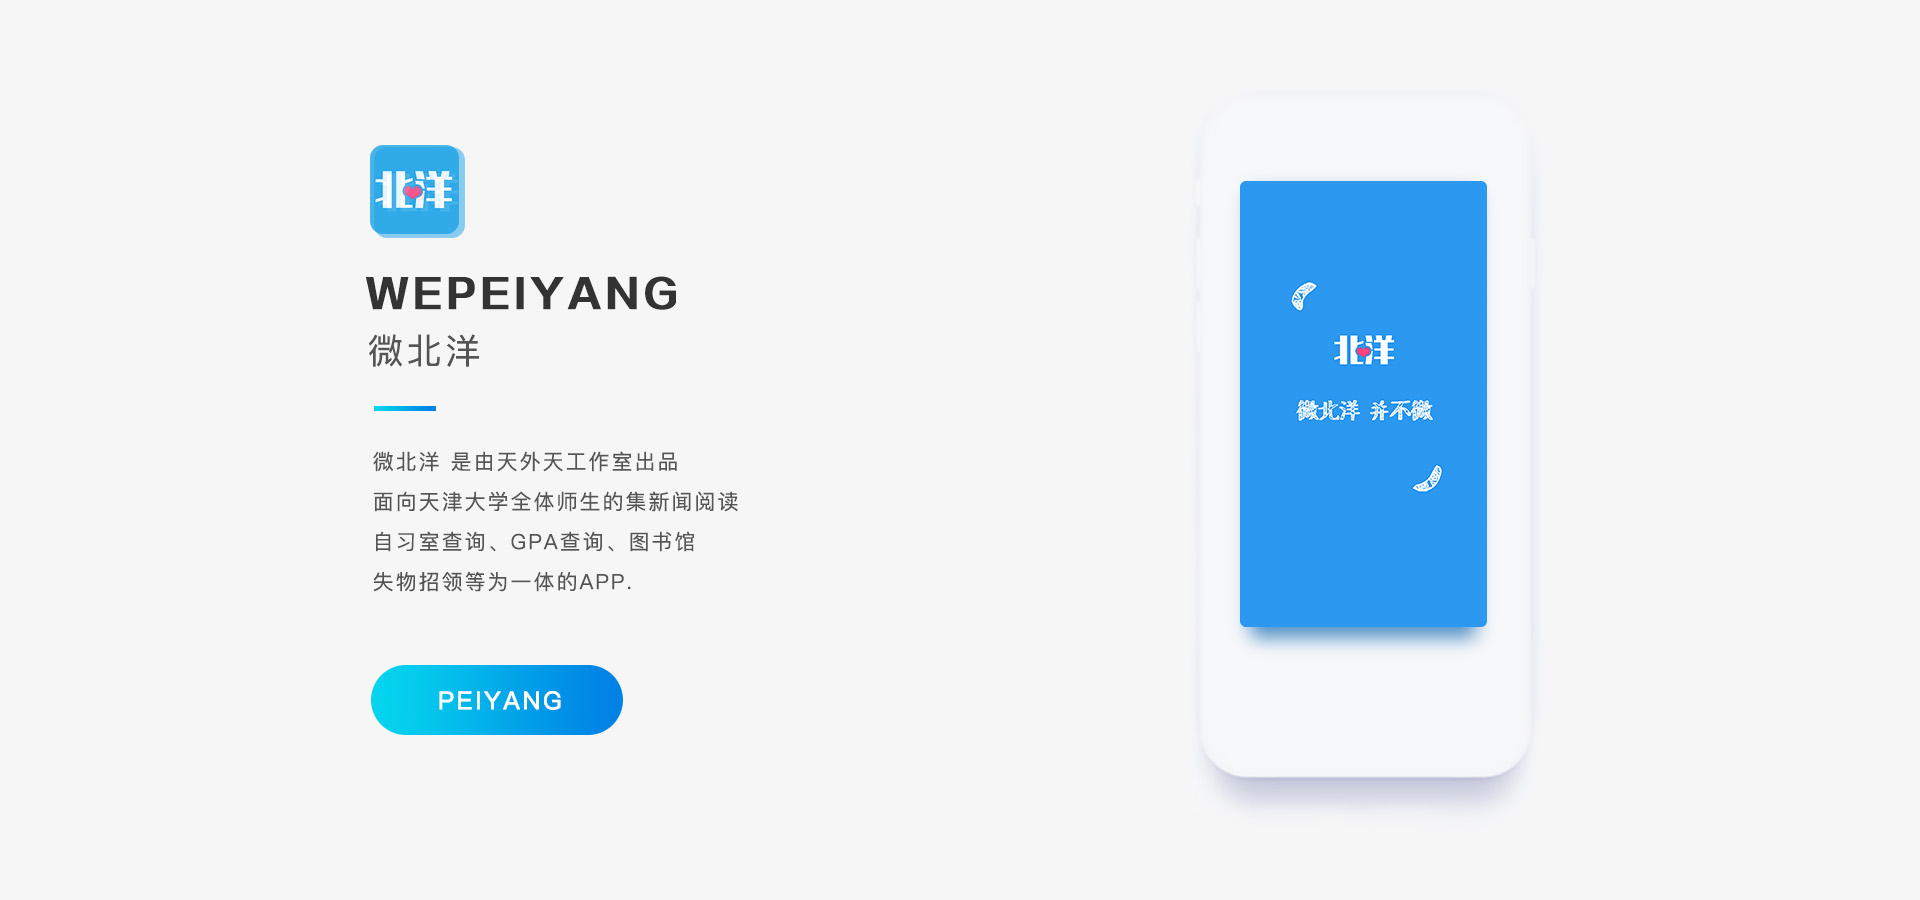 北洋
WEPEIYANG
微北洋
微北洋 是由天外天工作室出品
面向天津大学全体师生的集新闻阅读
自习室查询、GPA查询、图书馆
失物招领等为一体的APP.
PEIYANG
北洋
微北洋 并不微